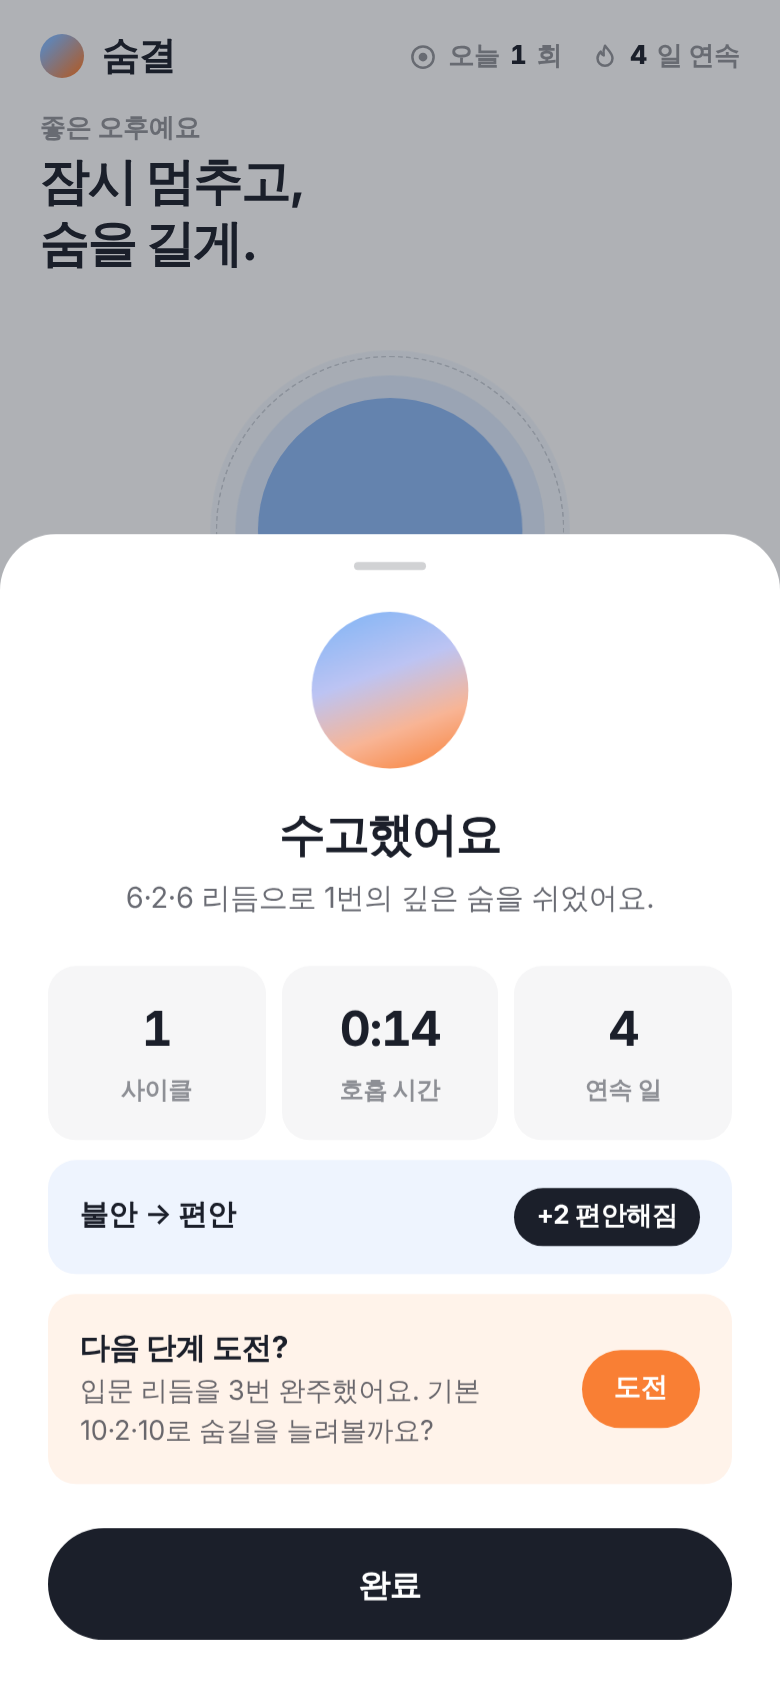 숨결
오늘 1 회
4 일 연속
좋은 오후예요
잠시 멈추고,
숨을 길게.
수고했어요
6·2·6 리듬으로 1번의 깊은 숨을 쉬었어요.
1
사이클
0:14
호흡 시간
4
연속 일
불안 → 편안
+2 편안해짐
다음 단계 도전?
입문 리듬을 3번 완주했어요. 기본
10·2·10로 숨길을 늘려볼까요?
도전
완료